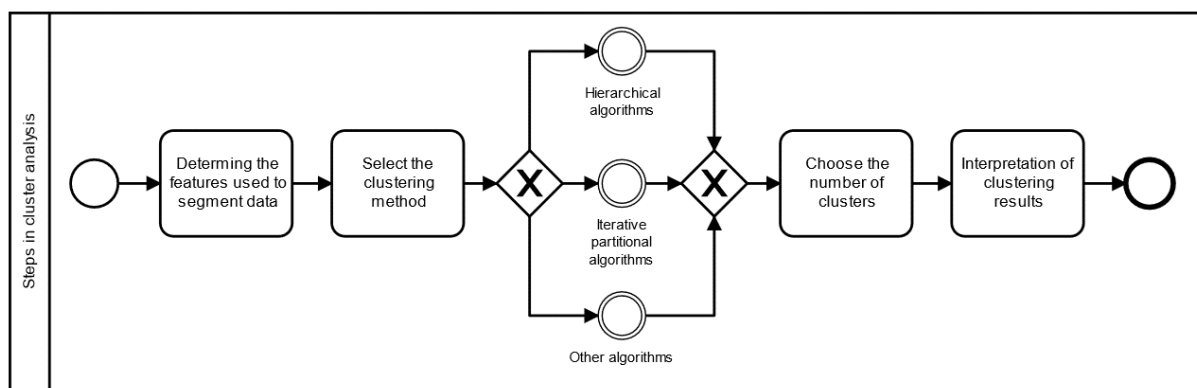 Steps in cluster analysis
Determing the
features used to
segment data
Select the
clustering
method
X
Hierarchical
algorithms
Iterative
partitional
algorithms
Other algorithms
X
Choose the
number of
clusters
Interpretation of
clustering
results